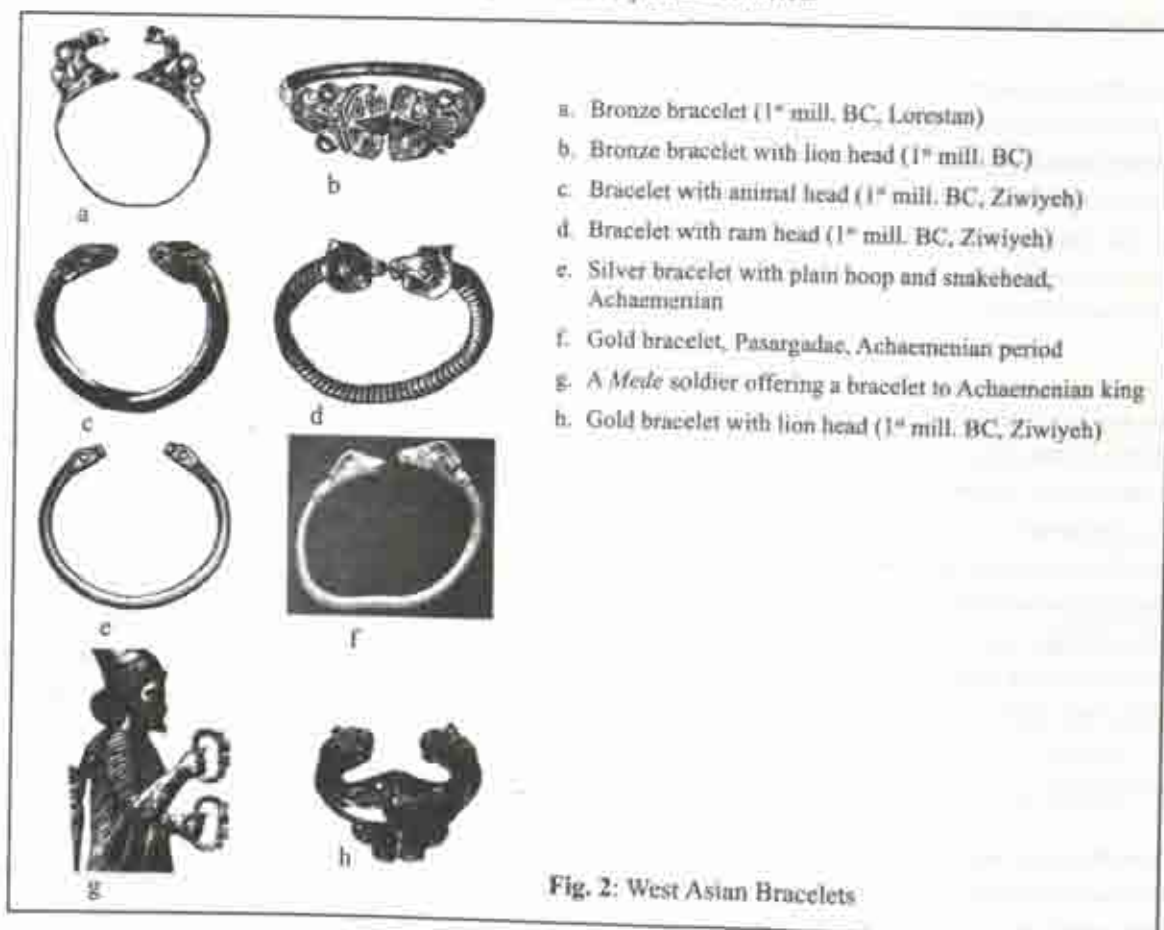 a
b
c
d
e
f
g
h
a. Bronze bracelet (1st mill. BC, Lorestan)
b. Bronze bracelet with lion head (1st mill. BC)
c. Bracelet with animal head (1st mill. BC, Ziwiyeh)
d. Bracelet with ram head (1st mill. BC, Ziwiyeh)
e. Silver bracelet with plain hoop and snakehead,
Achaemenian
f. Gold bracelet, Pasargadae, Achaemenian period
g. A Mede soldier offering a bracelet to Achaemenian king
h. Gold bracelet with lion head (1st mill. BC, Ziwiyeh)
Fig. 2: West Asian Bracelets